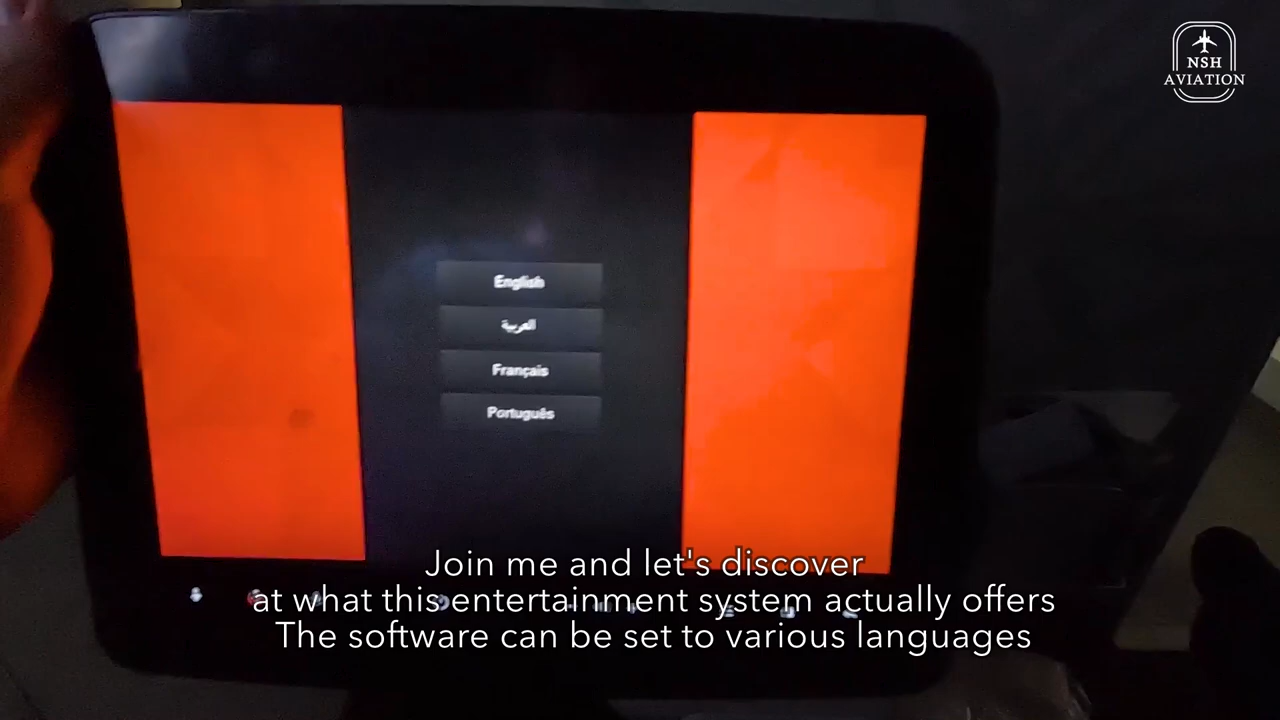 NSH
AVIATION
English
العربية
Français
Português
Join me and let's discover
at what this entertainment system actually offers
The software can be set to various languages